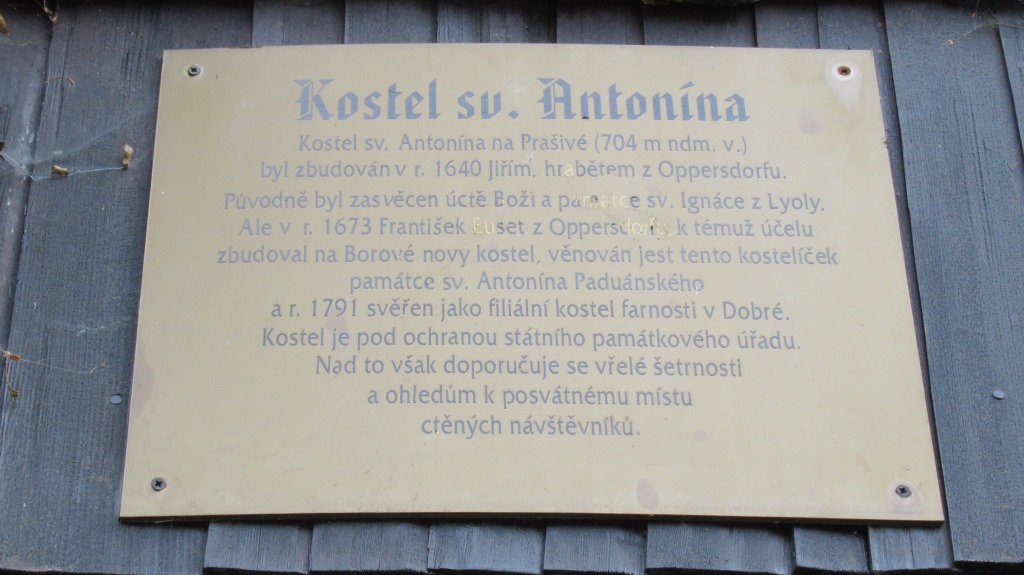 Kostel sv. Antonína
Kostel sv. Antonína na Prašivé (704 m ndm. v.)
byl zbudován v r. 1640 Jiřím, hrabětem z Oppersdorfu.
Původně byl zasvěcen úctě Boží a památce sv. Ignáce z Lyoly.
Ale v r. 1673 František Euset z Oppersdorfu k témuž účelu
zbudoval na Borové nový kostel, věnován jest tento kostelíček
památce sv. Antonína Paduánského
a r. 1791 svěřen jako filiální kostel farnosti v Dobré.
Kostel je pod ochranou státního památkového úřadu.
Nad to však doporučuje se vřelé šetrnosti
a ohledům k posvátnému místu
ctěných návštěvníků.